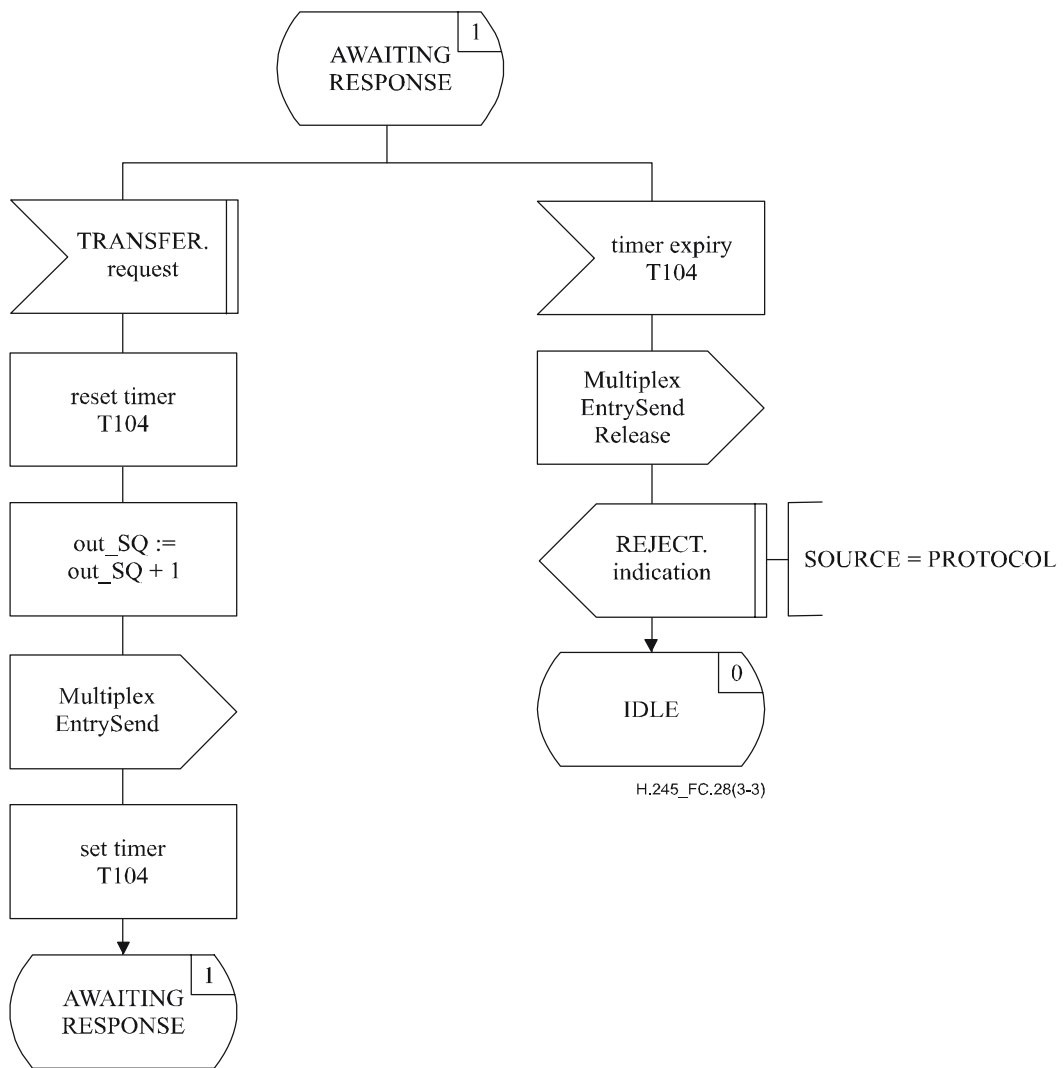 1
AWAITING
RESPONSE
TRANSFER.
request
reset timer
T104
out_SQ :=
out_SQ + 1
Multiplex
EntrySend
set timer
T104
1
AWAITING
RESPONSE
timer expiry
T104
Multiplex
EntrySend
Release
REJECT.
indication
SOURCE = PROTOCOL
0
IDLE
H.245_FC.28(3-3)